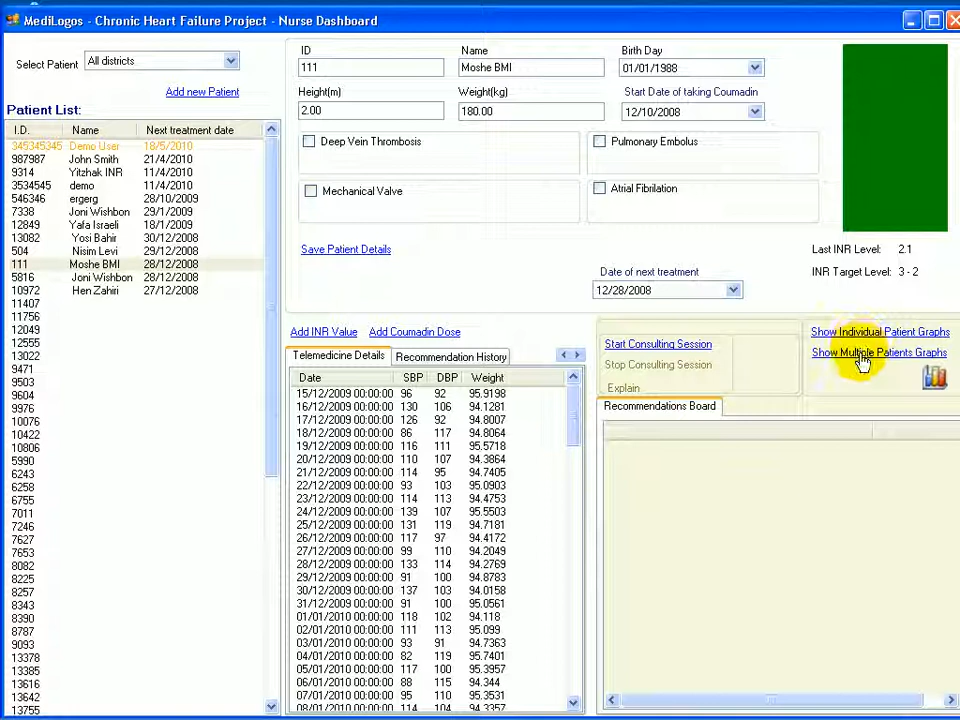 MediLogos - Chronic Heart Failure Project - Nurse Dashboard
Select Patient
All districts
Add new Patient
Patient List:
I.D. Name Next treatment date
345345345 Demo User 18/5/2010
987987 John Smith 21/4/2010
9314 Yitzhak INR 11/4/2010
3534545 demo 11/4/2010
546346 ergerg 28/10/2009
7338 Joni Wishbon 29/1/2009
12849 Yafa Israeli 18/1/2009
13082 Yosi Bahir 30/12/2008
504 Nisim Levi 29/12/2008
111 Moshe BMI 28/12/2008
5816 Joni Wishbon 28/12/2008
10972 Hen Zahiri 27/12/2008
11407
11756
12049
12555
13022
9471
9503
9604
9976
10076
10422
10806
5990
6243
6258
6755
7011
7246
7627
7653
8082
8225
8257
8343
8390
8787
9093
13378
13385
13616
13642
13755
ID Name Birth Day
111 Moshe BMI 01/01/1988
Height(m) Weight(kg) Start Date of taking Coumadin
2.00 180.00 12/10/2008
Deep Vein Thrombosis
Pulmonary Embolus
Mechanical Valve
Atrial Fibrilation
Save Patient Details
Last INR Level: 2.1
INR Target Level: 3 - 2
Date of next treatment
12/28/2008
Add INR Value Add Coumadin Dose
Telemedicine Details Recommendation History
Date SBP DBP Weight
15/12/2009 00:00:00 96 92 95.9198
16/12/2009 00:00:00 130 106 94.1281
17/12/2009 00:00:00 126 92 94.8007
18/12/2009 00:00:00 86 117 94.8064
19/12/2009 00:00:00 116 111 95.5718
20/12/2009 00:00:00 110 107 94.3864
21/12/2009 00:00:00 114 95 94.7405
22/12/2009 00:00:00 93 103 95.0903
23/12/2009 00:00:00 114 113 94.4753
24/12/2009 00:00:00 139 107 95.5503
25/12/2009 00:00:00 131 119 94.7181
26/12/2009 00:00:00 117 97 94.4172
27/12/2009 00:00:00 99 110 94.2049
28/12/2009 00:00:00 133 114 94.2769
29/12/2009 00:00:00 91 100 94.8783
30/12/2009 00:00:00 137 103 94.0158
31/12/2009 00:00:00 91 100 95.0561
01/01/2010 00:00:00 118 102 94.118
02/01/2010 00:00:00 111 113 95.099
03/01/2010 00:00:00 93 91 94.7363
04/01/2010 00:00:00 82 119 95.7401
05/01/2010 00:00:00 117 100 95.3957
06/01/2010 00:00:00 88 115 94.344
07/01/2010 00:00:00 95 110 95.3531
08/01/2010 00:00:00 114 104 94.3357
Start Consulting Session
Stop Consulting Session
Explain
Show Individual Patient Graphs
Show Multiple Patients Graphs
Recommendations Board